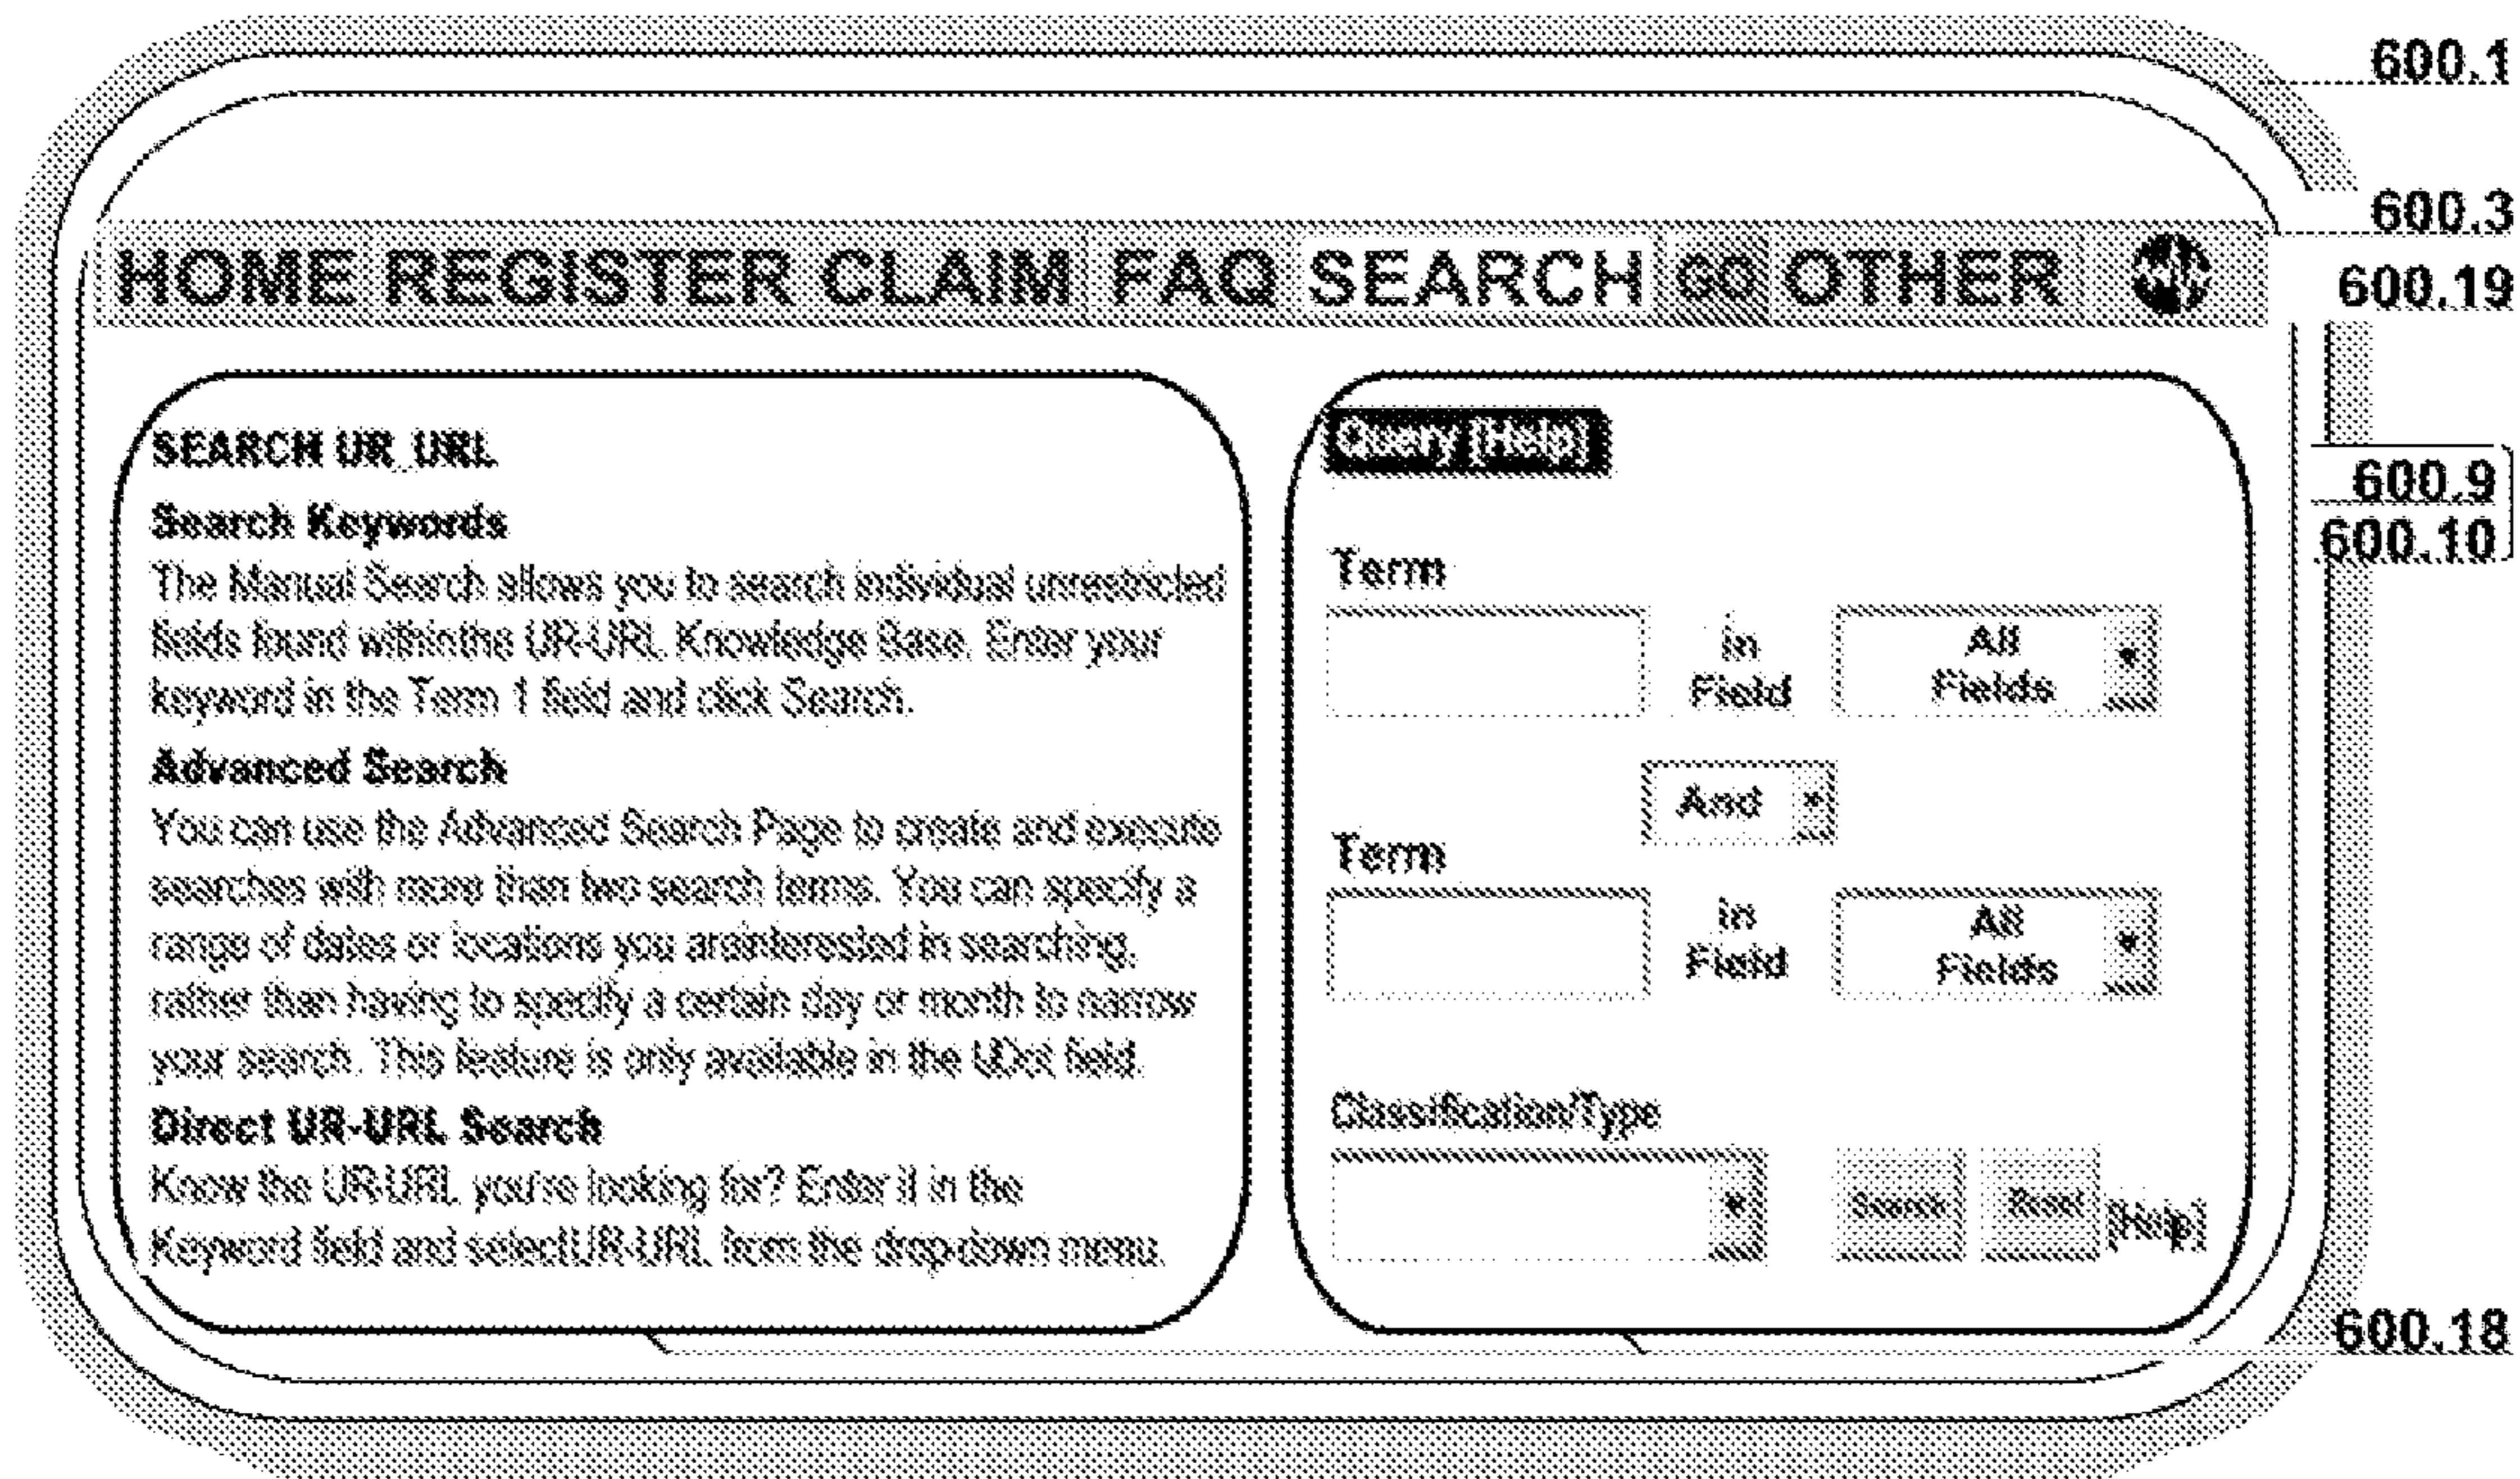 600.1
600.3
HOME REGISTER CLAIM FAQ SEARCH GO OTHER
600.19
SEARCH UR_URL
Search Keywords
The Manual Search allows you to search individual unrestricted
fields found withinthe UR-URL Knowledge Base. Enter your
keyword in the Term 1 field and click Search.
Advanced Search
You can use the Advanced Search Page to create and execute
searches with more than two search terms. You can specify a
range of dates or locations you areinterested in searching,
rather than having to specify a certain day or month to narrow
your search. This feature is only available in the field.
Direct UR-URL Search
Know the UR-URL you're looking for? Enter it in the
Keyword field and selectUR-URL from the drop-down menu.
Query [Help]
Term
in
Field
All
Fields
And
Term
in
Field
All
Fields
Classification/Type
Search
Reset
[Help]
600.9
600.10
600.18